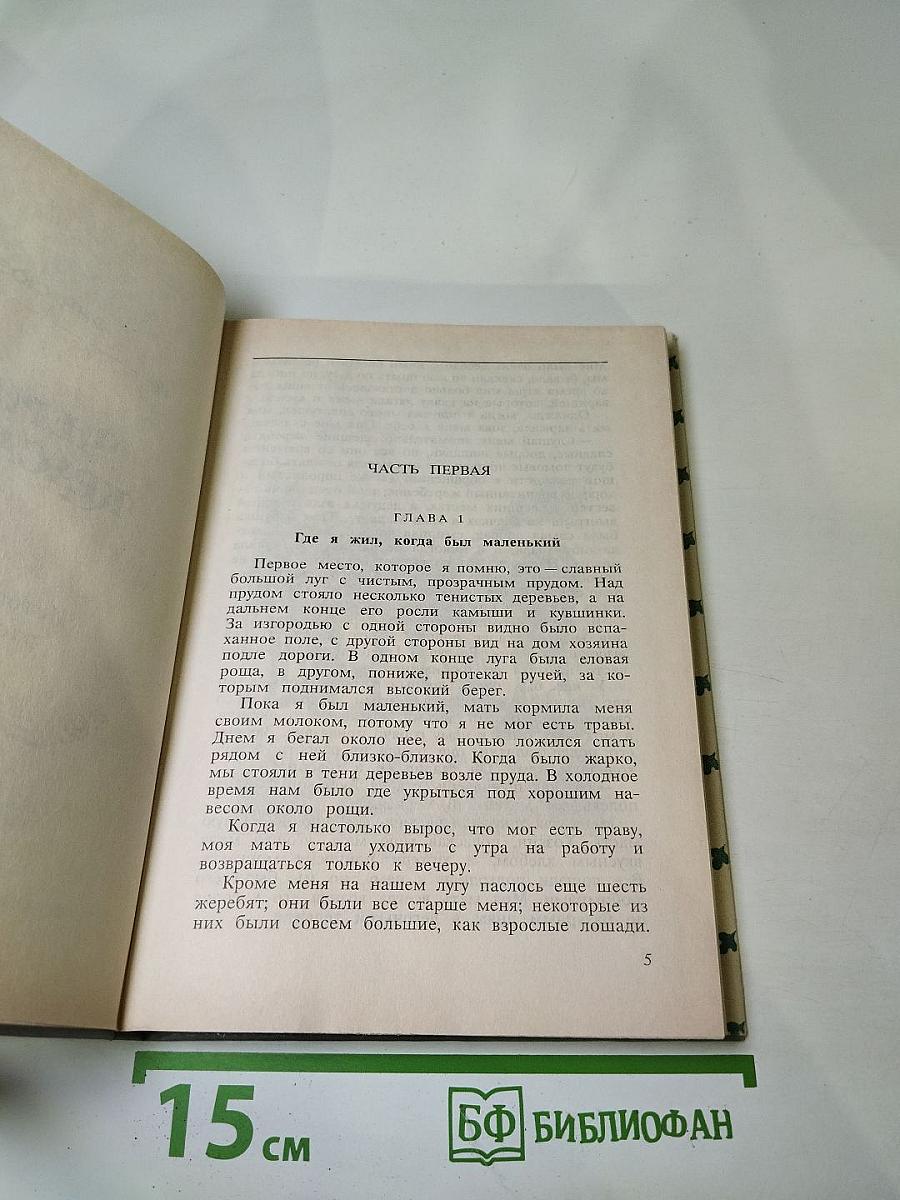 ЧАСТЬ ПЕРВАЯ
ГЛАВА 1
Где я жил, когда был маленький
Первое место, которое я помню, это — славный
большой луг с чистым, прозрачным прудом. Над
прудом стояло несколько тенистых деревьев, а на
дальнем конце его росли камыши и кувшинки.
За изгородью с одной стороны видно было вспа-
ханное поле, с другой стороны вид на дом хозяина
подле дороги. В одном конце луга была еловая
роща, в другом, пониже, протекал ручей, за ко-
торым поднимался высокий берег.
Пока я был маленький, мать кормила меня
своим молоком, потому что я не мог есть травы.
Днем я бегал около нее, а ночью ложился спать
рядом с ней близко-близко. Когда было жарко,
мы стояли в тени деревьев возле пруда. В холодное
время нам было где укрыться под хорошим на-
весом около рощи.
Когда я настолько вырос, что мог есть траву,
моя мать стала уходить с утра на работу и
возвращаться только к вечеру.
Кроме меня на нашем лугу паслось еще шесть
жеребят; они были все старше меня; некоторые из
них были совсем большие, как взрослые лошади.
5
15 см
БФ БИБЛИОФАН